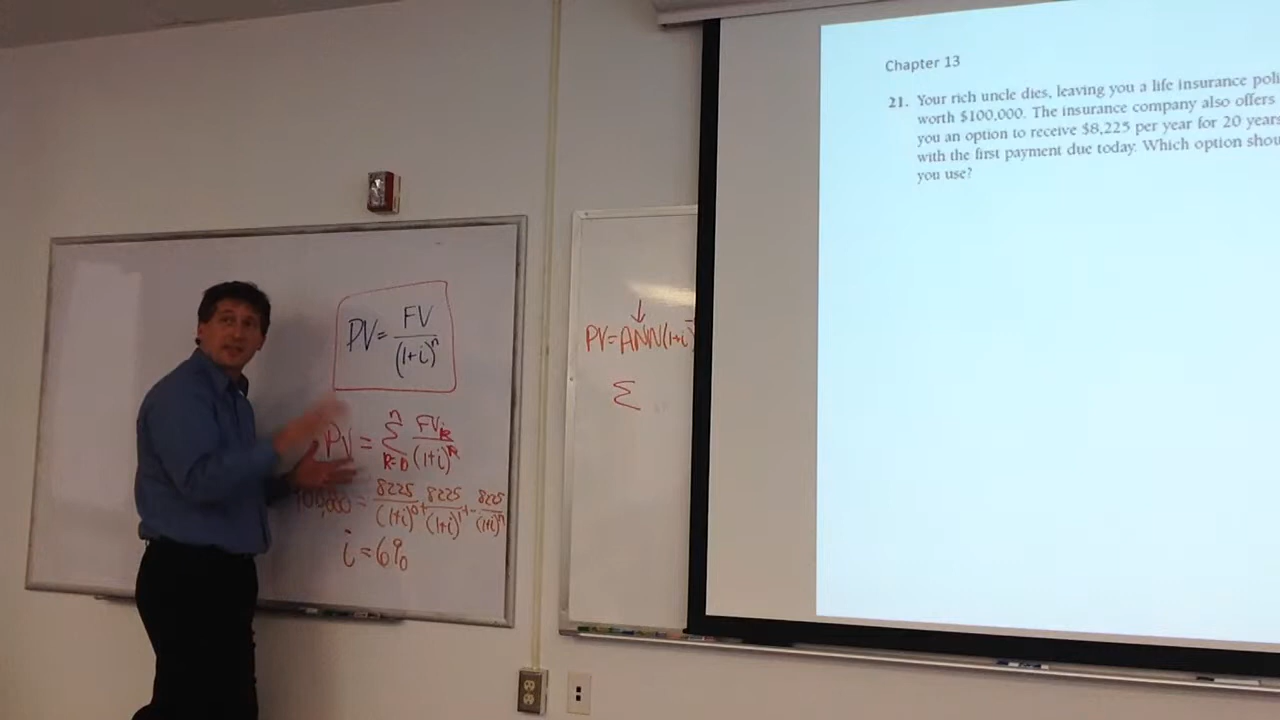 PV = FV
(1+i)^n
PV = Σ FVR
n
R=0 (1+i)^R
100,000 = 8225 + 8225 + - 8225
(1+i)^0 (1+i)^1 (1+i)^n
i = 6%
PV=ANN(1+i)
Σ
Chapter 13
21. Your rich uncle dies, leaving you a life insurance poli
worth $100,000. The insurance company also offers
you an option to receive $8,225 per year for 20 years
with the first payment due today. Which option shou
you use?